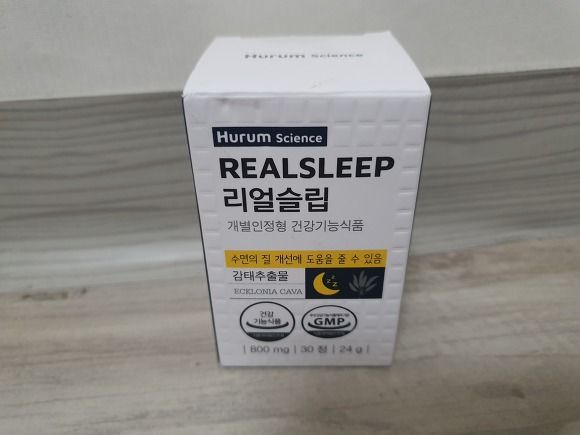 Hurum Science
Hurum Science
REALSLEEP
리얼슬립
개별인정형 건강기능식품
수면의 질 개선에 도움을 줄 수 있음
감태추출물
ECKLONIA CAVA
z z z
건강
기능식품
GMP
| 800 mg | 30 정 | 24 g |